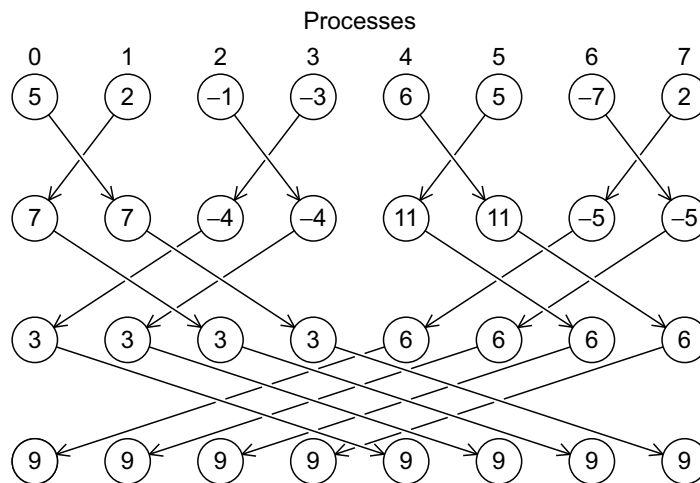 Processes
0 1 2 3 4 5 6 7
5 2 –1 –3 6 5 –7 2
7 7 –4 –4 11 11 –5 –5
3 3 3 3 6 6 6 6
9 9 9 9 9 9 9 9